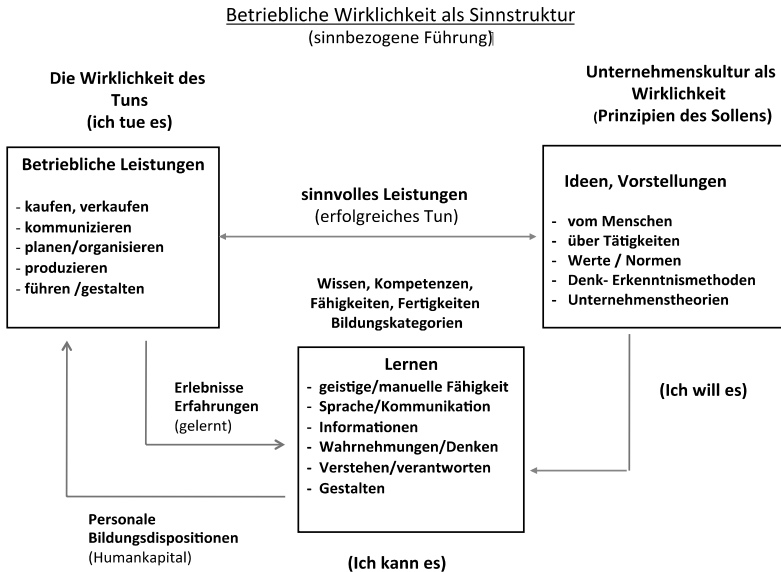 Betriebliche Wirklichkeit als Sinnstruktur
(sinnbezogene Führung)
Die Wirklichkeit des
Tuns
(ich tue es)
Unternehmenskultur als
Wirklichkeit
(Prinzipien des Sollens)
Betriebliche Leistungen
- kaufen, verkaufen
- kommunizieren
- planen/organisieren
- produzieren
- führen /gestalten
sinnvolles Leistungen
(erfolgreiches Tun)
Ideen, Vorstellungen
- vom Menschen
- über Tätigkeiten
- Werte / Normen
- Denk- Erkenntnismethoden
- Unternehmenstheorien
Wissen, Kompetenzen,
Fähigkeiten, Fertigkeiten
Bildungskategorien
Lernen
- geistige/manuelle Fähigkeit
- Sprache/Kommunikation
- Informationen
- Wahrnehmungen/Denken
- Verstehen/verantworten
- Gestalten
Erlebnisse
Erfahrungen
(gelernt)
(Ich will es)
Personale
Bildungsdispositionen
(Humankapital)
(Ich kann es)